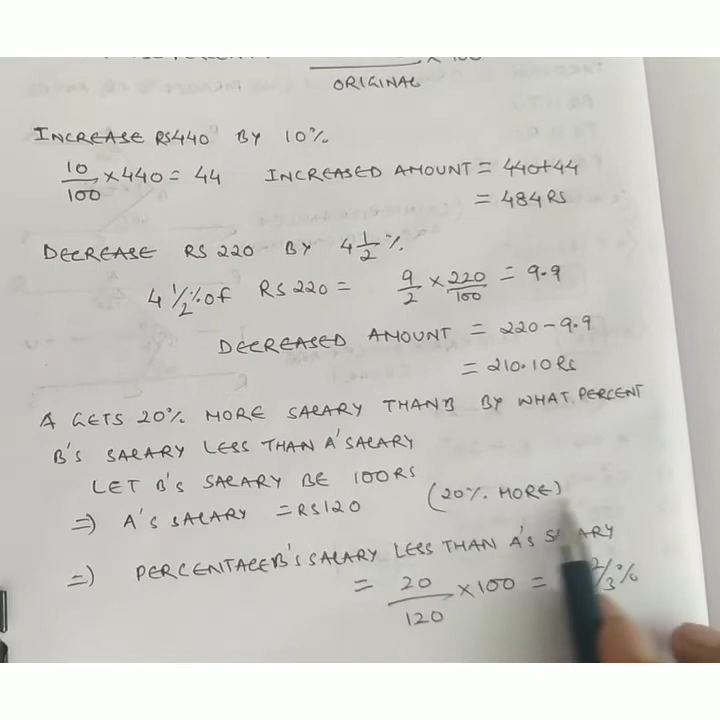 ORIGINAL
INCREASE RS440 BY 10%
10/100 × 440 = 44 INCREASED AMOUNT = 440+44
= 484 RS
DECREASE RS 220 BY 4 1/2 %
4 1/2 % of RS 220 = 9/2 × 220/100 = 9.9
DECREASED AMOUNT = 220 - 9.9
= 210.10 RS
A GETS 20% MORE SALARY THAN B BY WHAT PERCENT
B'S SALARY LESS THAN A'SALARY
LET B'S SALARY BE 100RS
=) A'S SALARY = RS120 (20% MORE)
=) PERCENTAGE B'S SALARY LESS THAN A'S SALARY
= 20/120 × 100 = 2/3 %